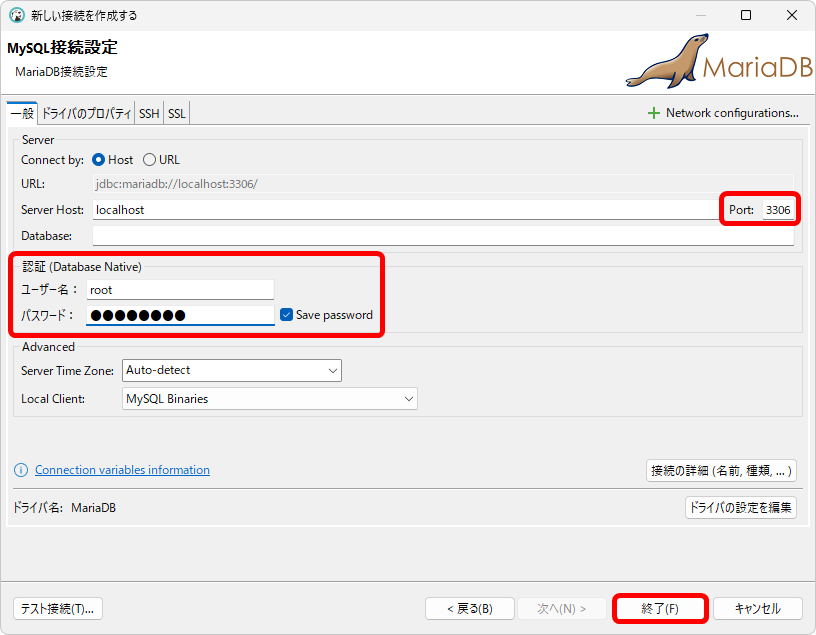 新しい接続を作成する
MySQL接続設定
MariaDB接続設定
MariaDB
一般 ドライバのプロパティ SSH SSL
Network configurations...
Server
Connect by: Host URL
URL: jdbc:mariadb://localhost:3306/
Server Host: localhost Port: 3306
Database:
認証 (Database Native)
ユーザー名： root
パスワード： ●●●●●●●● Save password
Advanced
Server Time Zone: Auto-detect
Local Client: MySQL Binaries
Connection variables information
接続の詳細 (名前, 種類, ... )
ドライバ名: MariaDB
ドライバの設定を編集
テスト接続(T)... < 戻る(B) 次へ(N) > 終了(F) キャンセル